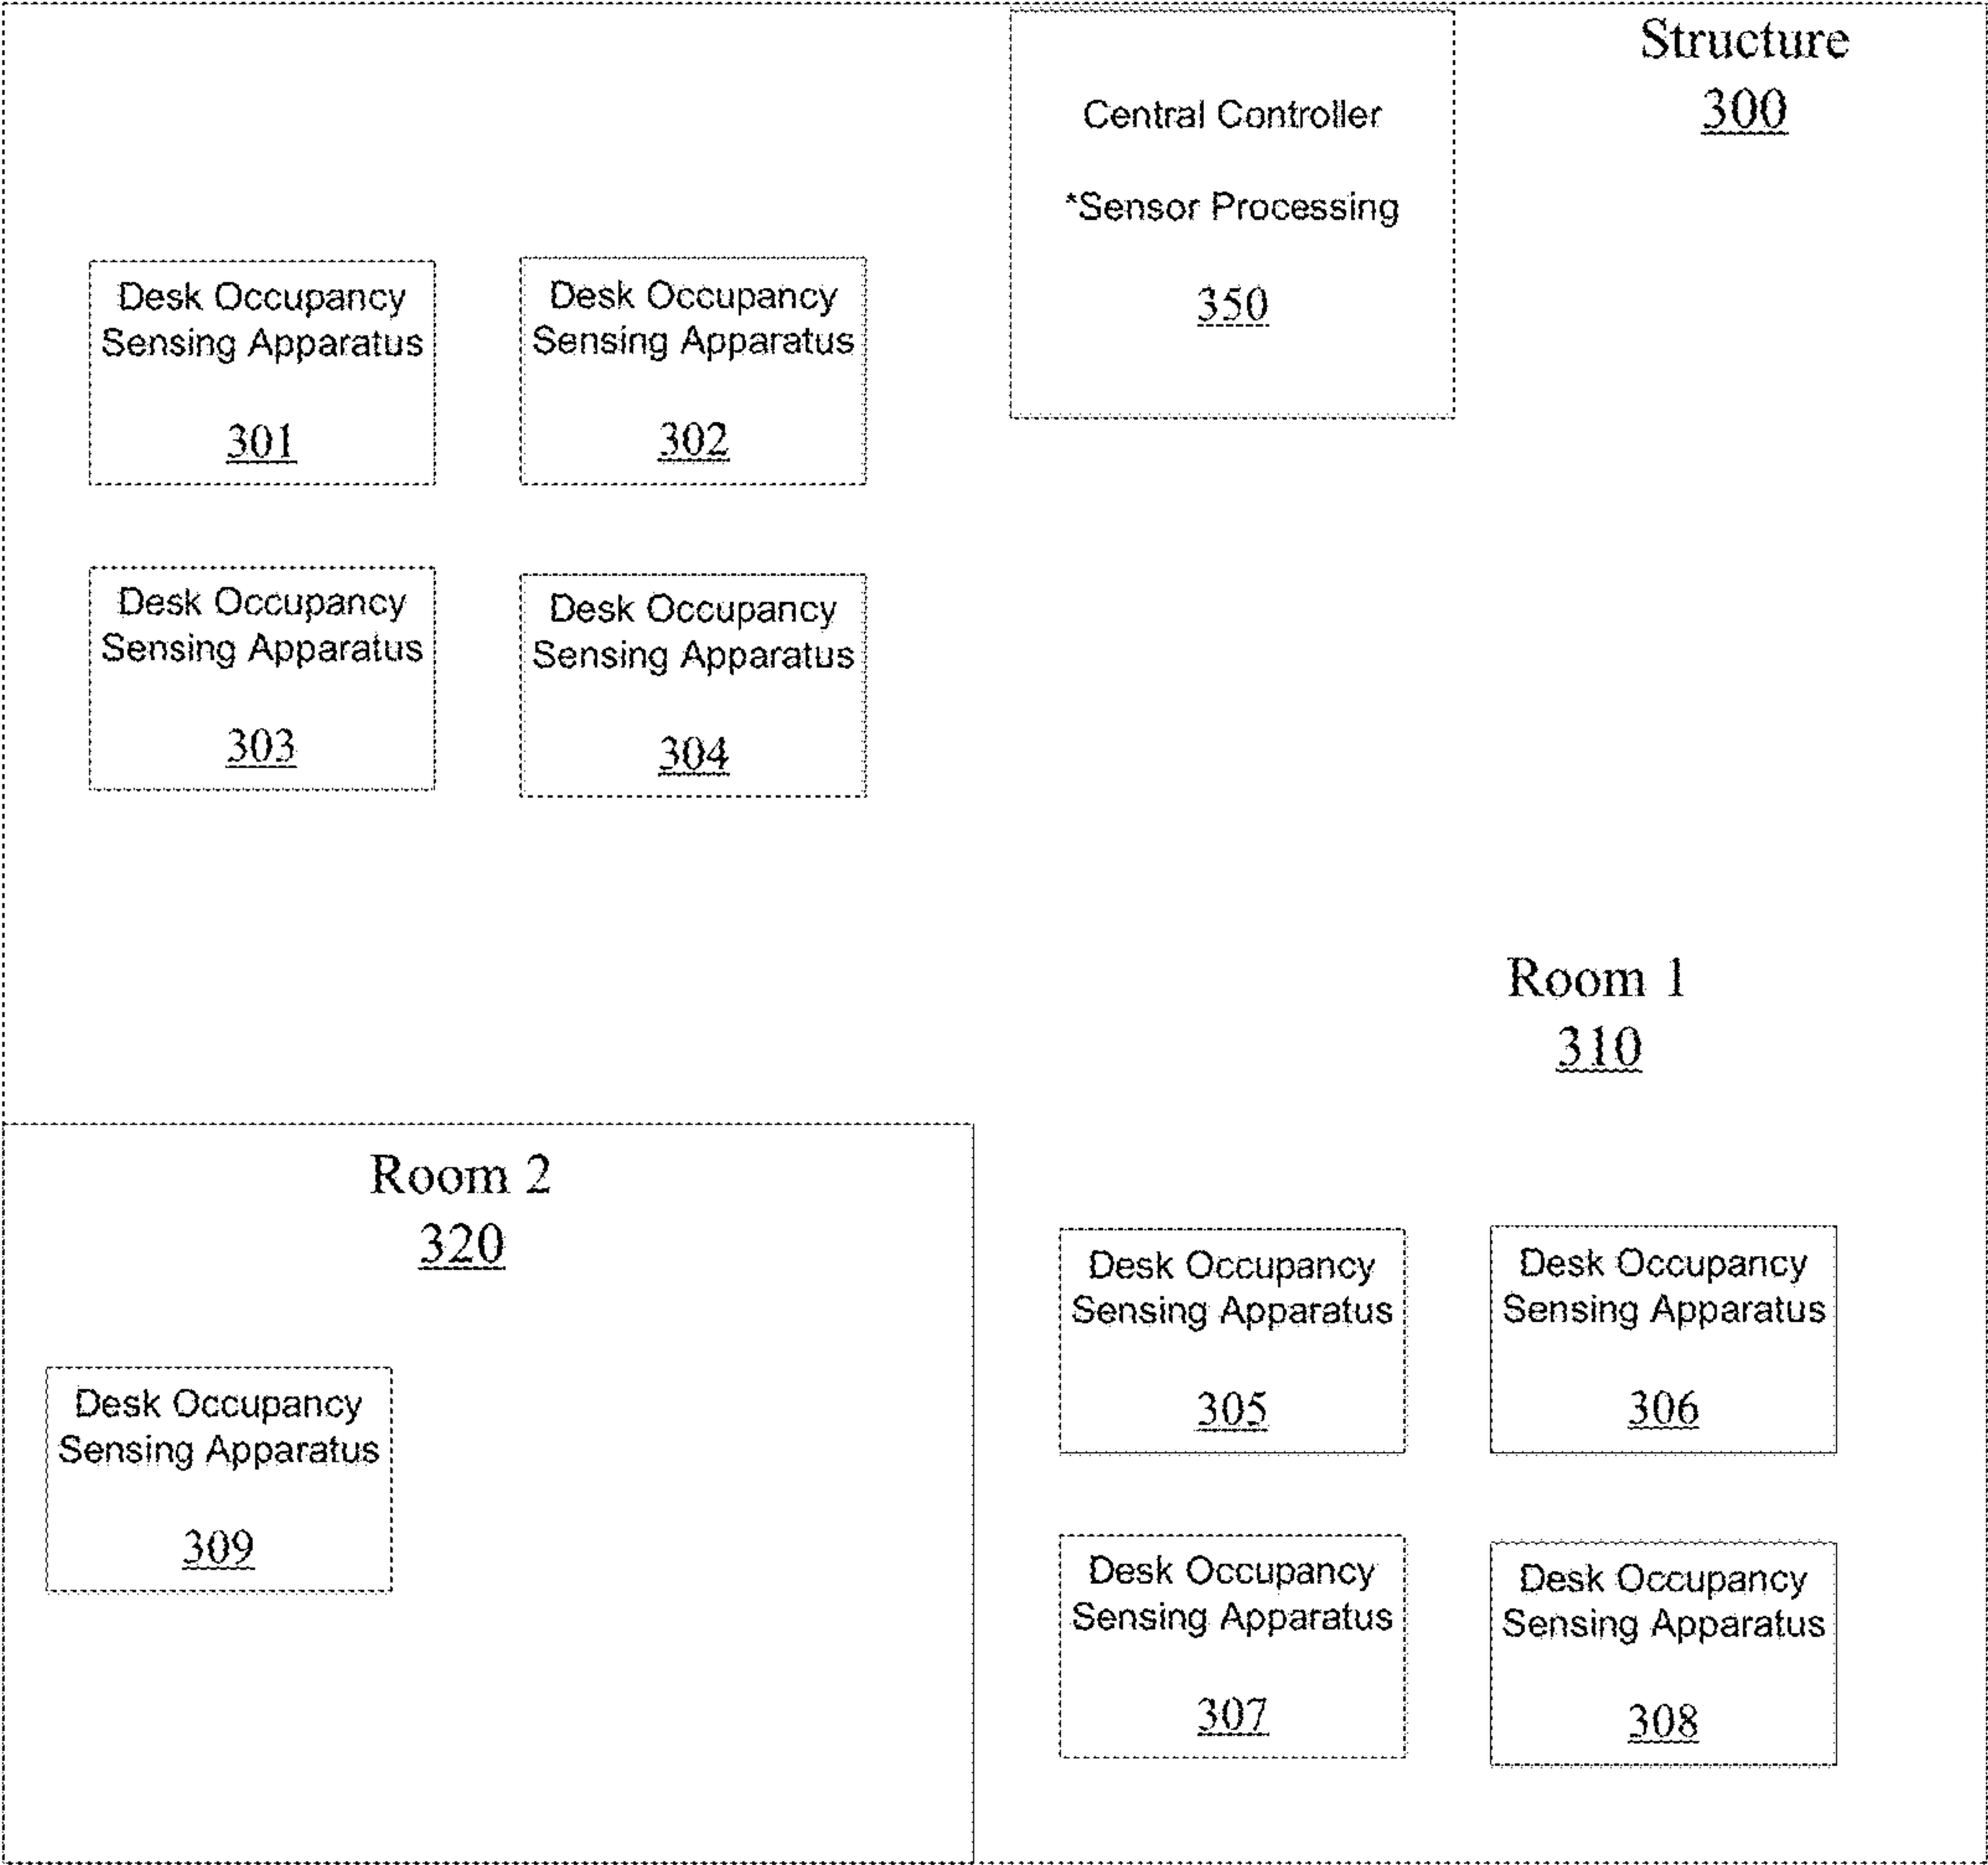 Structure
300
Central Controller
*Sensor Processing
350
Desk Occupancy
Sensing Apparatus
301
Desk Occupancy
Sensing Apparatus
302
Desk Occupancy
Sensing Apparatus
303
Desk Occupancy
Sensing Apparatus
304
Room 1
310
Room 2
320
Desk Occupancy
Sensing Apparatus
305
Desk Occupancy
Sensing Apparatus
306
Desk Occupancy
Sensing Apparatus
309
Desk Occupancy
Sensing Apparatus
307
Desk Occupancy
Sensing Apparatus
308